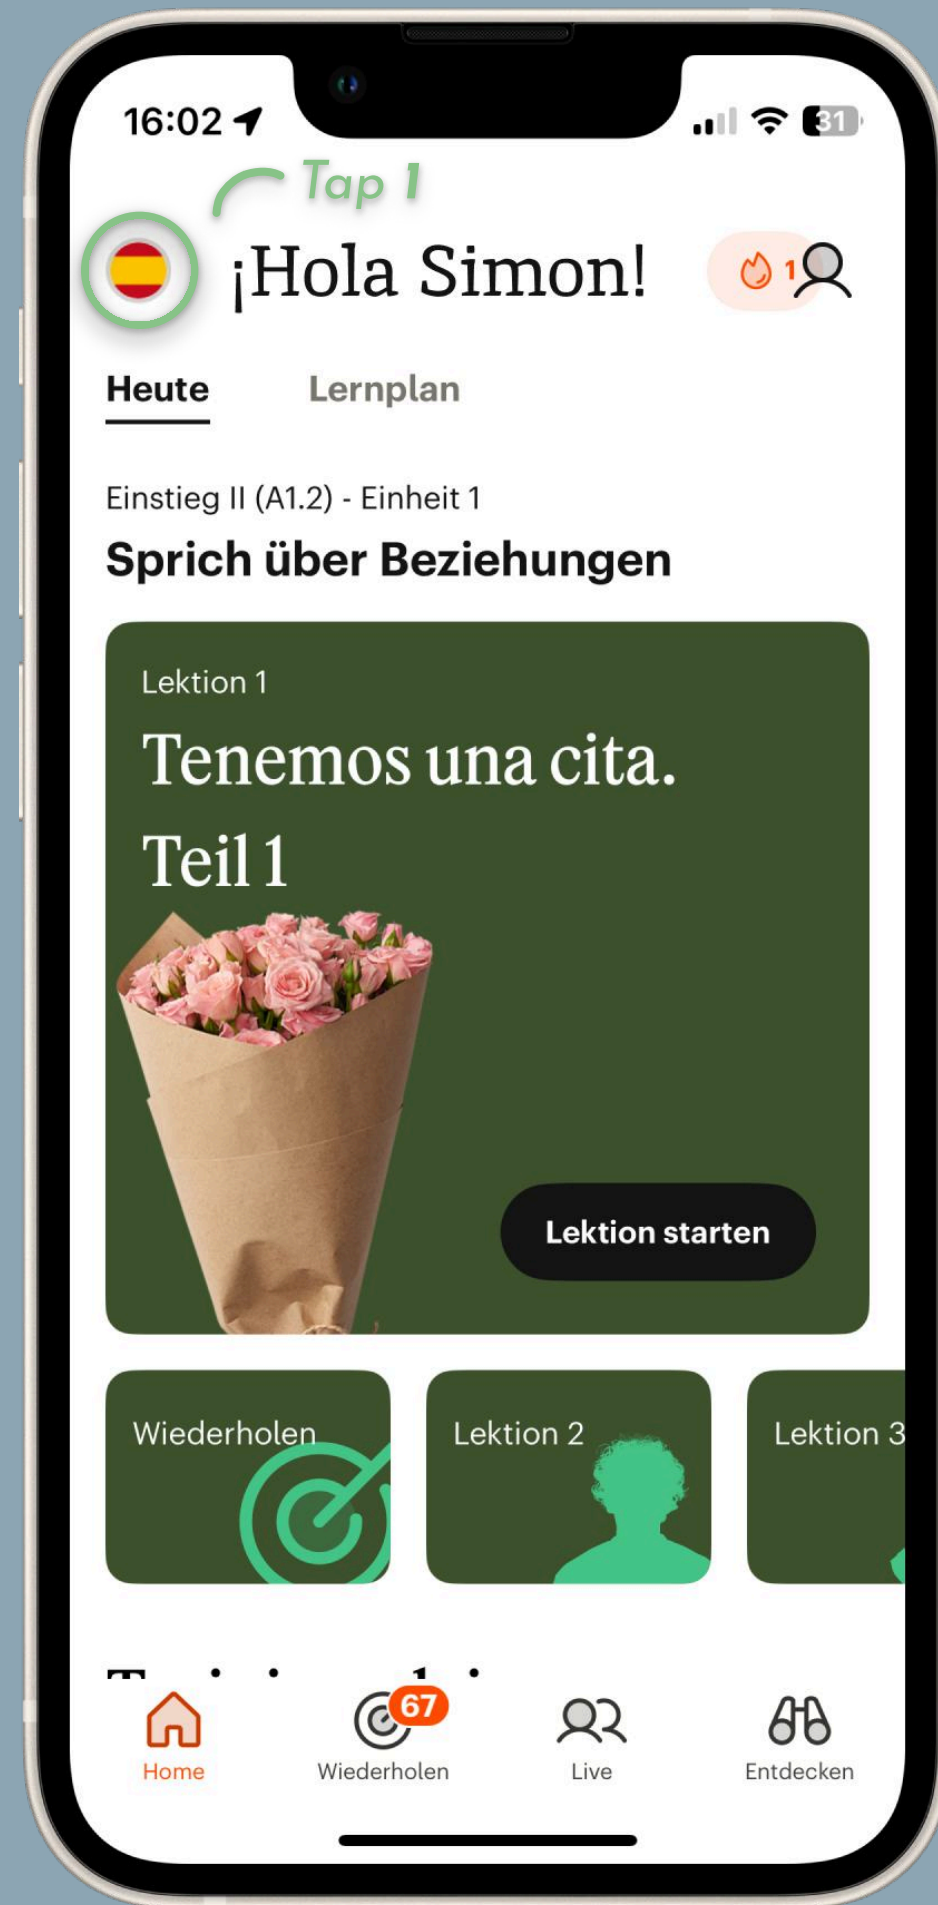 16:02
31
Tap 1
¡Hola Simon!
1
Heute
Lernplan
Einstieg II (A1.2) - Einheit 1
Sprich über Beziehungen
Lektion 1
Tenemos una cita.
Teil 1
Lektion starten
Wiederholen
Lektion 2
Lektion 3
67
Home
Wiederholen
Live
Entdecken